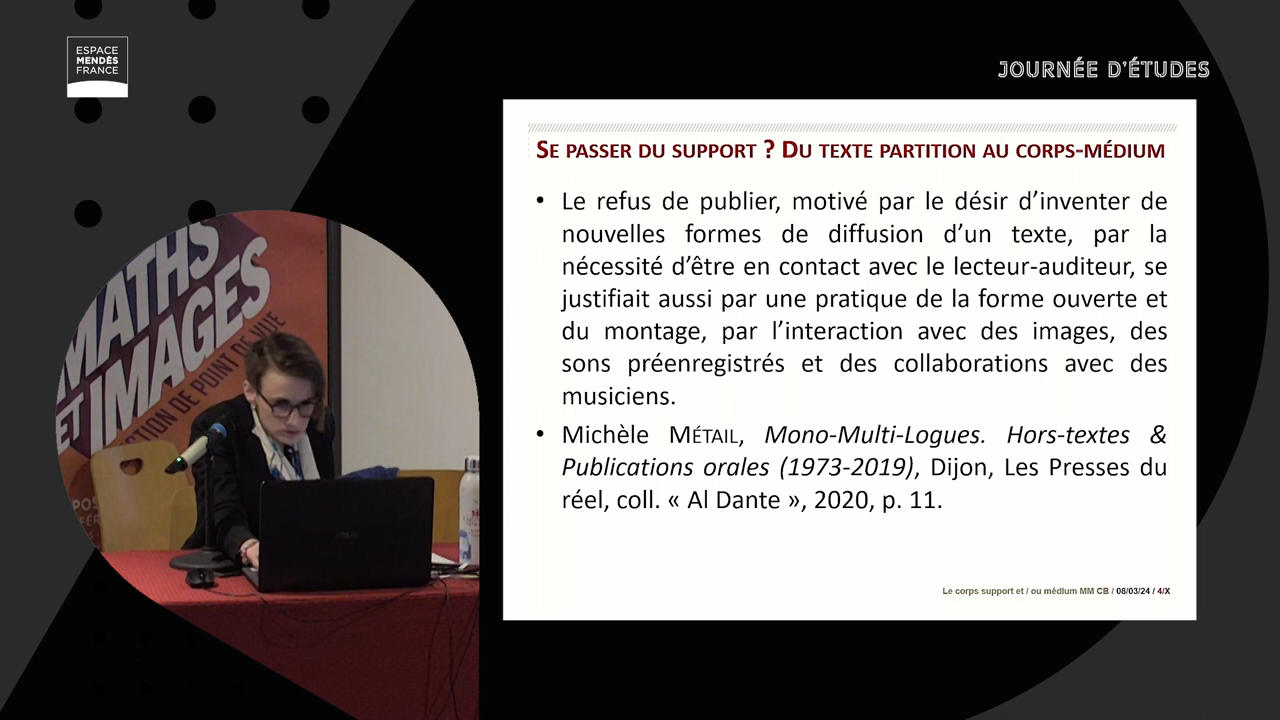 ESPACE
MENDÈS
FRANCE
JOURNÉE D'ÉTUDES
SE PASSER DU SUPPORT ? DU TEXTE PARTITION AU CORPS-MÉDIUM
• Le refus de publier, motivé par le désir d'inventer de
nouvelles formes de diffusion d'un texte, par la
nécessité d'être en contact avec le lecteur-auditeur, se
justifiait aussi par une pratique de la forme ouverte et
du montage, par l'interaction avec des images, des
sons préenregistrés et des collaborations avec des
musiciens.
• Michèle MÉTAIL, Mono-Multi-Logues. Hors-textes &
Publications orales (1973-2019), Dijon, Les Presses du
réel, coll. « Al Dante », 2020, p. 11.
Le corps support et / ou médium MM CB / 08/03/24 / 4/X
MATHS
ET IMAGES
DE POINT DE VUE